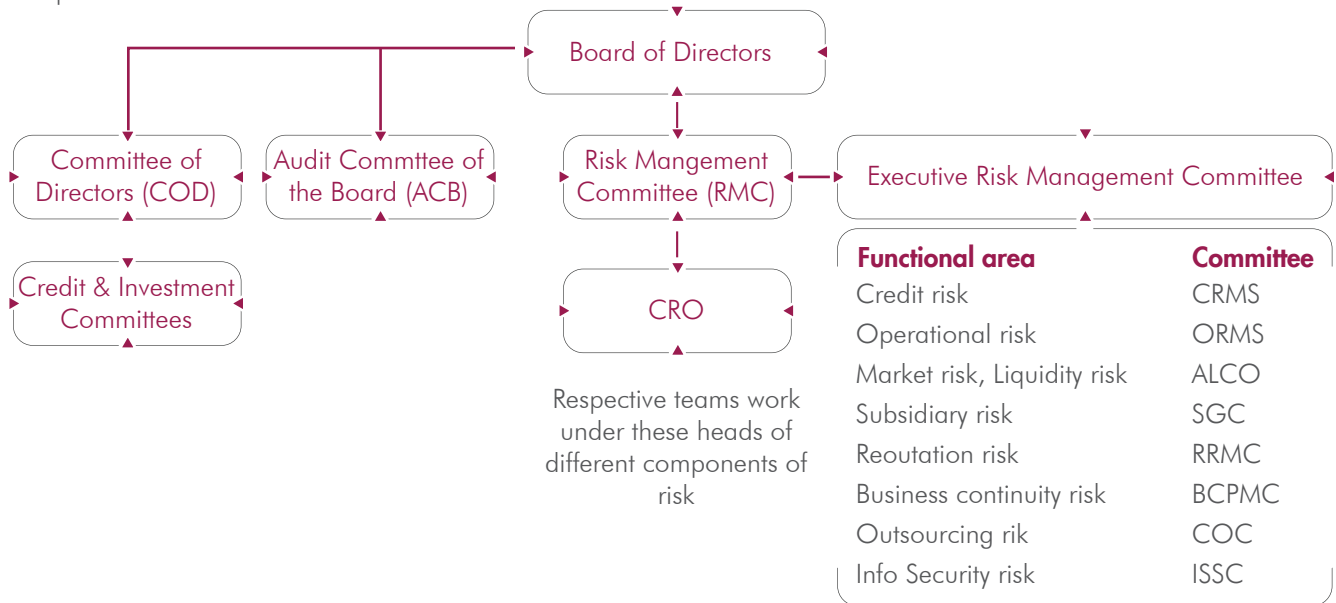 Board of Directors
Committee of
Directors (COD)
Audit Commttee of
the Board (ACB)
Risk Mangement
Committee (RMC)
Executive Risk Management Committee
Credit & Investment
Committees
CRO
Respective teams work
under these heads of
different components of
risk
Functional area Committee
Credit risk CRMS
Operational risk ORMS
Market risk, Liquidity risk ALCO
Subsidiary risk SGC
Reoutation risk RRMC
Business continuity risk BCPMC
Outsourcing rik COC
Info Security risk ISSC